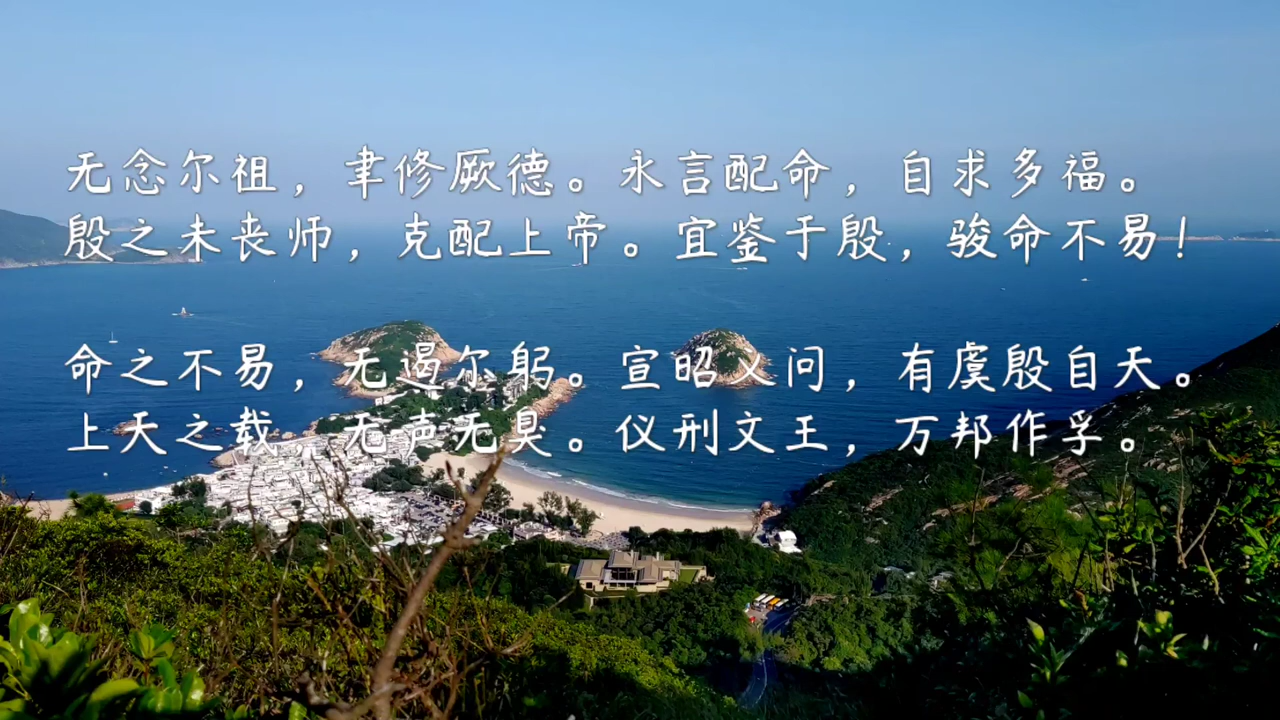 无念尔祖，聿修厥德。永言配命，自求多福。
殷之未丧师，克配上帝。宜鉴于殷，骏命不易！
命之不易，无遏尔躬。宣昭义问，有虞殷自天。
上天之载，无声无臭。仪刑文王，万邦作孚。